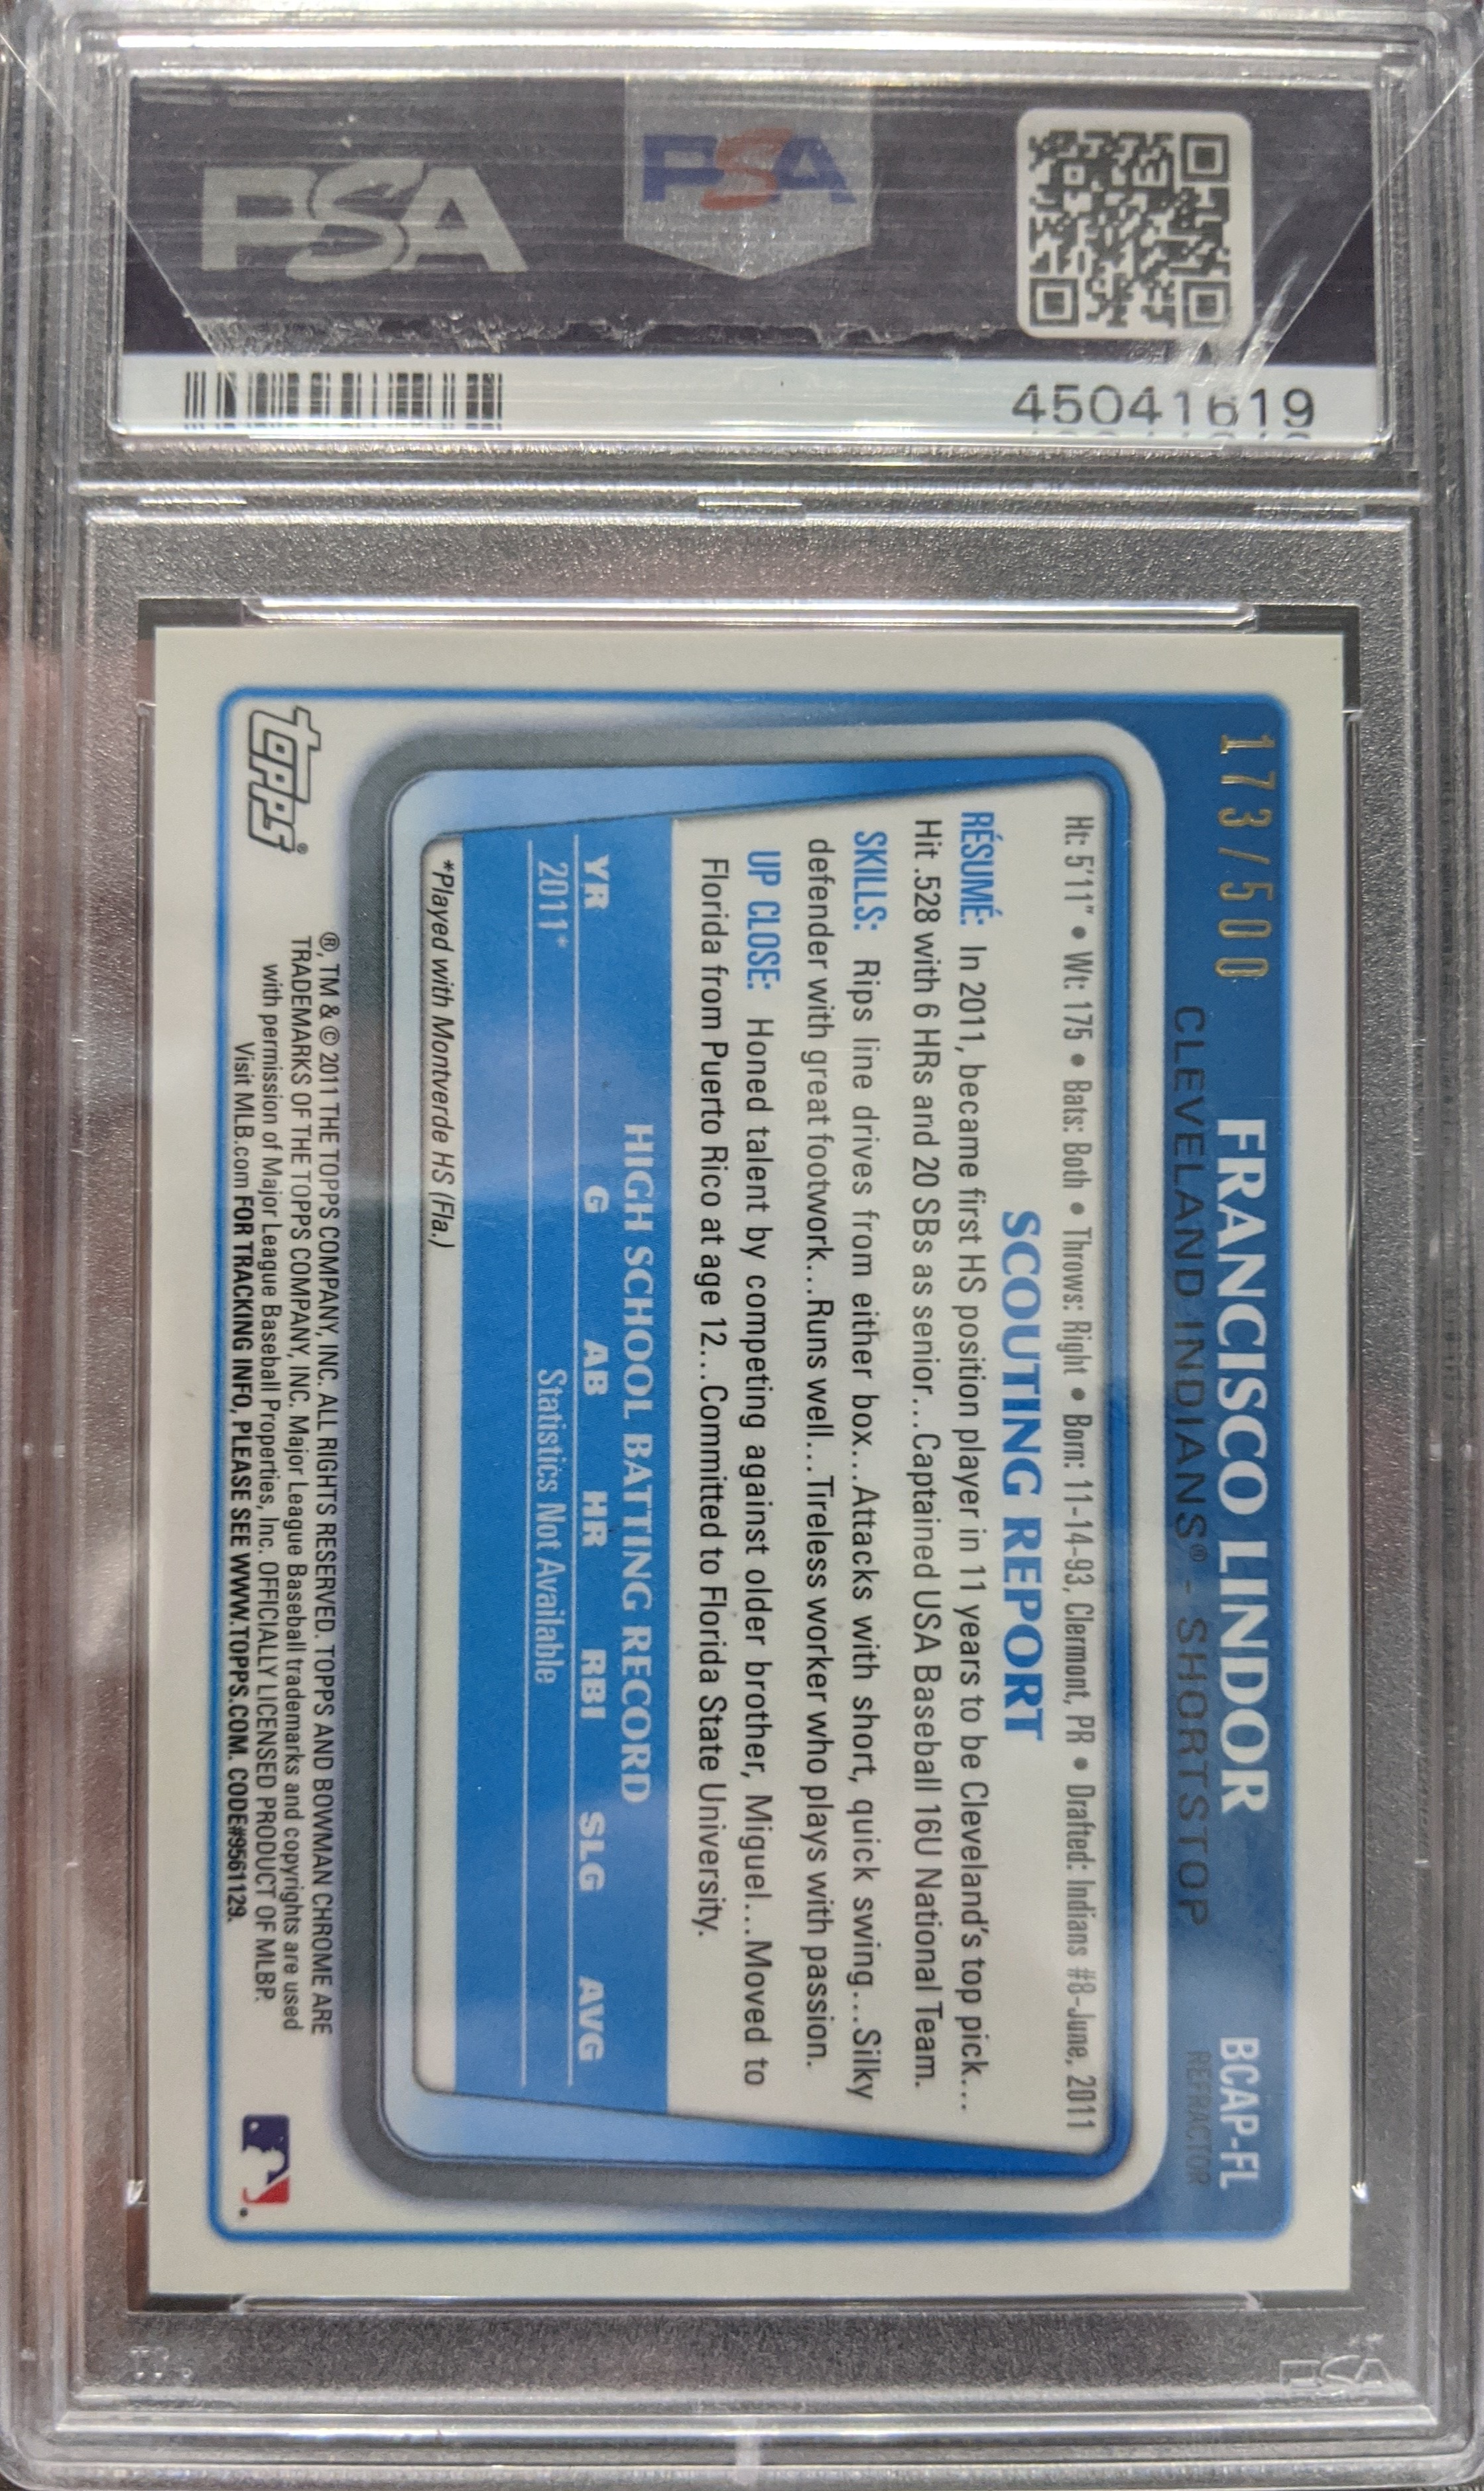 PSA
PSA
45041619
173/500
FRANCISCO LINDOR
BCAP-FL
CLEVELAND INDIANS® - SHORTSTOP
REFRACTOR
Ht: 5'11" • Wt: 175 • Bats: Both • Throws: Right • Born: 11-14-93, Clermont, PR • Drafted: Indians #8-June, 2011
SCOUTING REPORT
RÉSUMÉ: In 2011, became first HS position player in 11 years to be Cleveland's top pick...
Hit .528 with 6 HRs and 20 SBs as senior...Captained USA Baseball 16U National Team.
SKILLS: Rips line drives from either box...Attacks with short, quick swing...Silky
defender with great footwork...Runs well...Tireless worker who plays with passion.
UP CLOSE: Honed talent by competing against older brother, Miguel...Moved to
Florida from Puerto Rico at age 12...Committed to Florida State University.
HIGH SCHOOL BATTING RECORD
YR G AB HR RBI SLG AVG
2011* Statistics Not Available
*Played with Montverde HS (Fla.)
topps®
®, TM & © 2011 THE TOPPS COMPANY, INC. ALL RIGHTS RESERVED. TOPPS AND BOWMAN CHROME ARE
TRADEMARKS OF THE TOPPS COMPANY, INC. Major League Baseball trademarks and copyrights are used
with permission of Major League Baseball Properties, Inc. OFFICIALLY LICENSED PRODUCT OF MLBP.
Visit MLB.com FOR TRACKING INFO, PLEASE SEE WWW.TOPPS.COM. CODE#9561129.
PSA